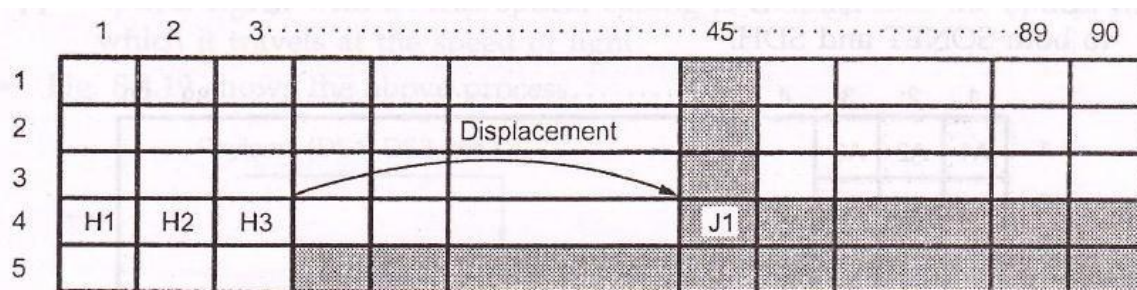 1 2 3 ........................ 45 ........................ 89 90
1
2 Displacement
3
4 H1 H2 H3 J1
5